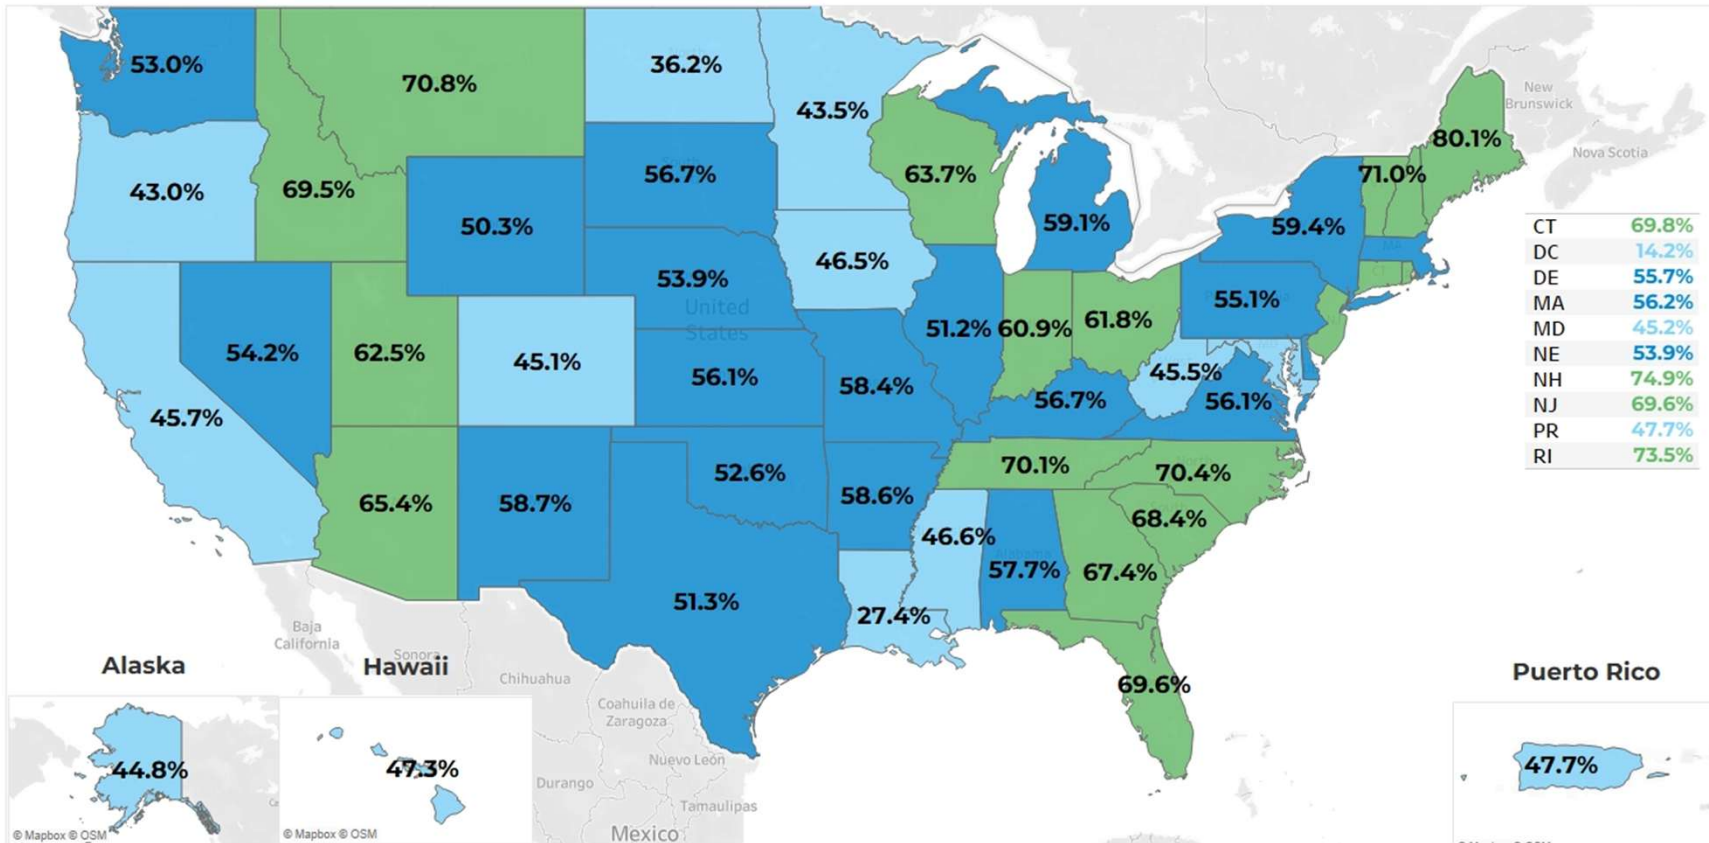 53.0%
70.8%
36.2%
43.5%
80.1%
New
Brunswick
Nova Scotia
43.0%
69.5%
50.3%
56.7%
63.7%
59.1%
59.4%
71.0%
MA
CT
53.9%
46.5%
55.1%
United
States
54.2%
62.5%
45.1%
56.1%
58.4%
51.2%
60.9%
61.8%
45.5%
56.7%
56.1%
45.7%
65.4%
58.7%
52.6%
58.6%
70.1%
North
70.4%
68.4%
46.6%
Alabama
57.7%
67.4%
51.3%
27.4%
69.6%
CT 69.8%
DC 14.2%
DE 55.7%
MA 56.2%
MD 45.2%
NE 53.9%
NH 74.9%
NJ 69.6%
PR 47.7%
RI 73.5%
Baja
California
Sonora
Chihuahua
Coahuila de
Zaragoza
Nuevo León
Durango
Tamaulipas
Mexico
Alaska
44.8%
© Mapbox © OSM
Hawaii
47.3%
© Mapbox © OSM
Puerto Rico
47.7%